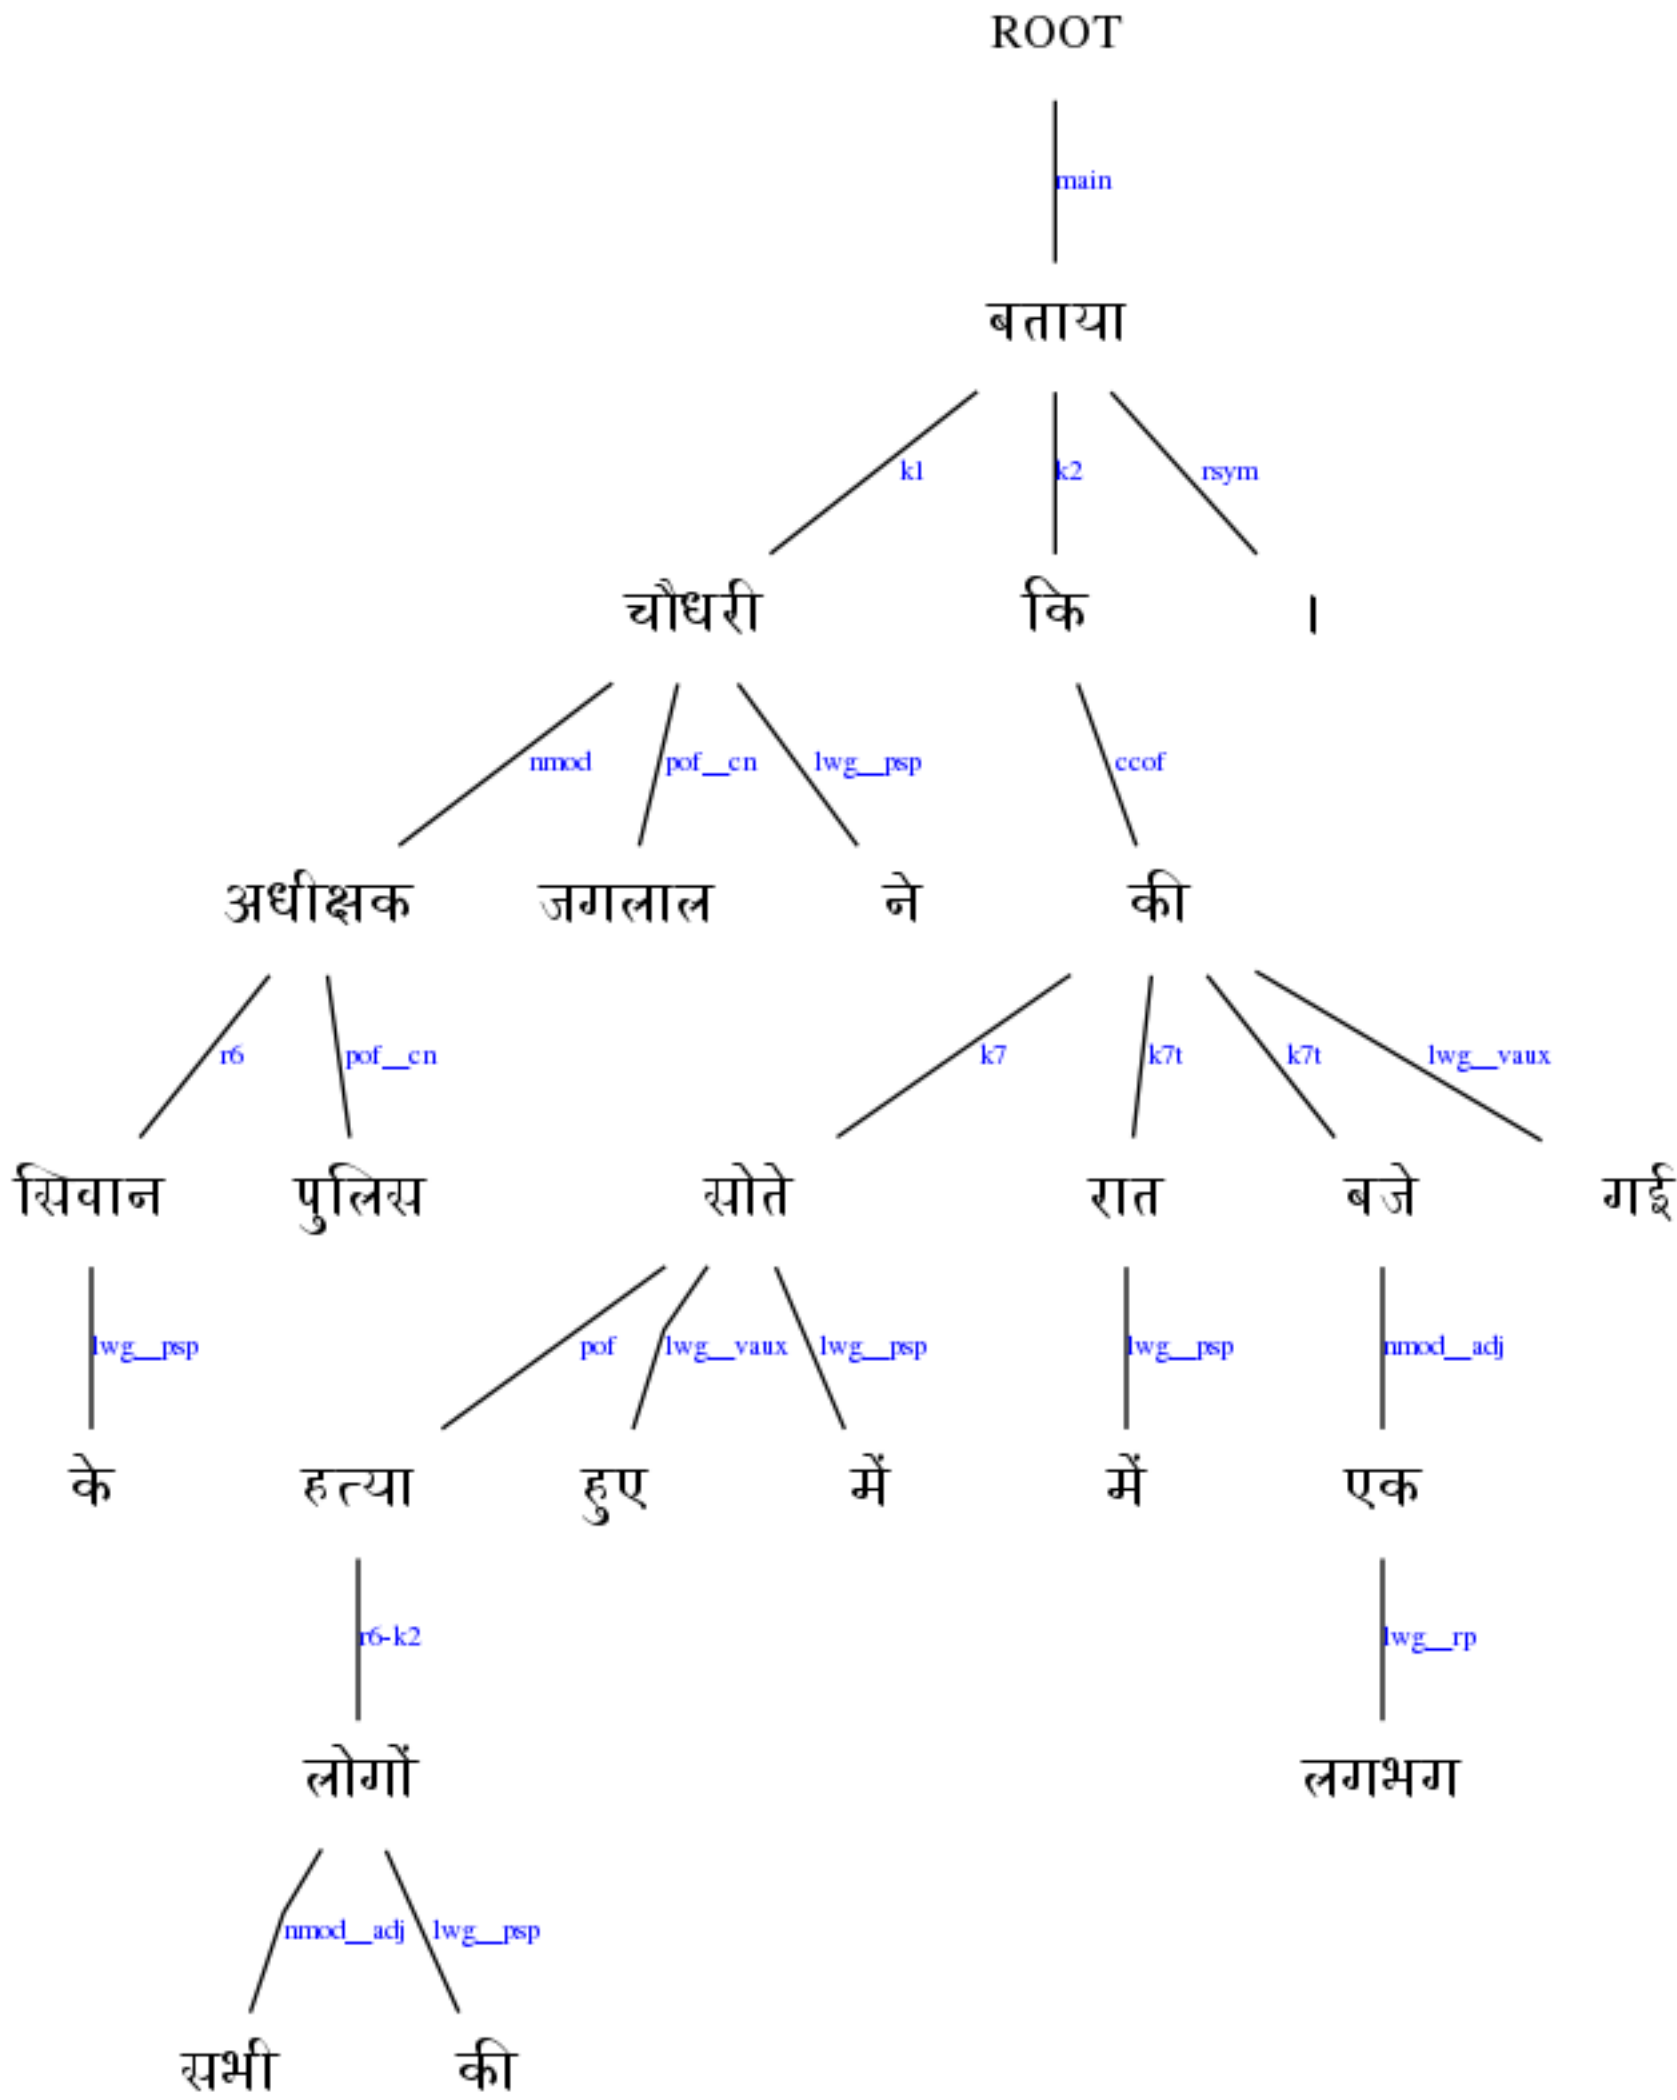 ROOT
main
बताया
k1 k2 rsym
चौधरी कि ।
nmod pof__cn lwg__psp ccof
अधीक्षक जगलाल ने की
r6 pof__cn k7 k7t k7t lwg__vaux
सिवान पुलिस सोते रात बजे गई
lwg__psp pof lwg__vaux lwg__psp lwg__psp nmod__adj
के हत्या हुए में में एक
r6-k2 lwg__rp
लोगों लगभग
nmod__adj lwg__psp
सभी की